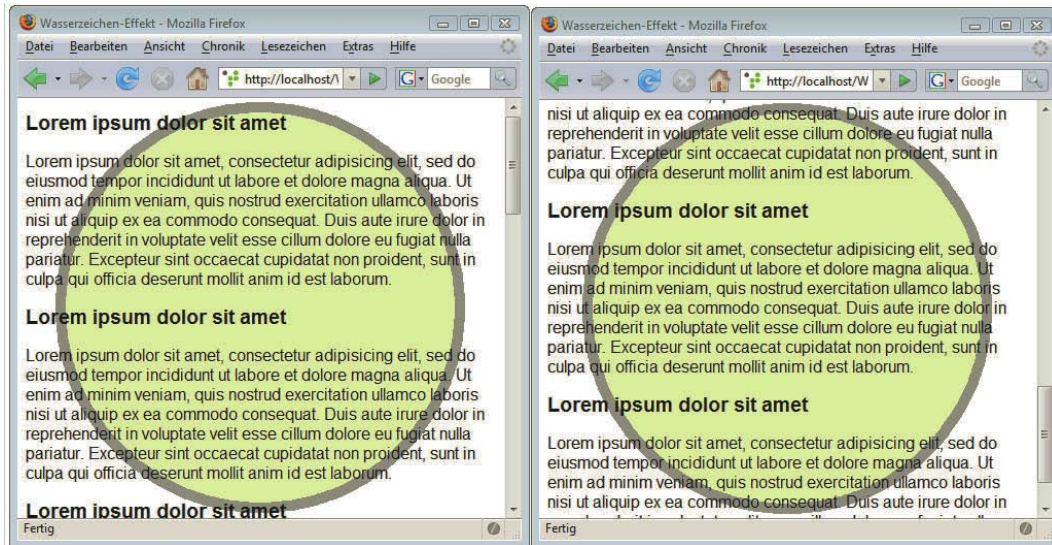 Wasserzeichen-Effekt - Mozilla Firefox
Datei Bearbeiten Ansicht Chronik Lesezeichen Extras Hilfe
http://localhost/\ G Google
Lorem ipsum dolor sit amet
Lorem ipsum dolor sit amet, consectetur adipisicing elit, sed do
eiusmod tempor incididunt ut labore et dolore magna aliqua. Ut
enim ad minim veniam, quis nostrud exercitation ullamco laboris
nisi ut aliquip ex ea commodo consequat. Duis aute irure dolor in
reprehenderit in voluptate velit esse cillum dolore eu fugiat nulla
pariatur. Excepteur sint occaecat cupidatat non proident, sunt in
culpa qui officia deserunt mollit anim id est laborum.
Lorem ipsum dolor sit amet
Lorem ipsum dolor sit amet, consectetur adipisicing elit, sed do
eiusmod tempor incididunt ut labore et dolore magna aliqua. Ut
enim ad minim veniam, quis nostrud exercitation ullamco laboris
nisi ut aliquip ex ea commodo consequat. Duis aute irure dolor in
reprehenderit in voluptate velit esse cillum dolore eu fugiat nulla
pariatur. Excepteur sint occaecat cupidatat non proident, sunt in
culpa qui officia deserunt mollit anim id est laborum.
Lorem ipsum dolor sit amet
Fertig
Wasserzeichen-Effekt - Mozilla Firefox
Datei Bearbeiten Ansicht Chronik Lesezeichen Extras Hilfe
http://localhost/W G Google
nisi ut aliquip ex ea commodo consequat. Duis aute irure dolor in
reprehenderit in voluptate velit esse cillum dolore eu fugiat nulla
pariatur. Excepteur sint occaecat cupidatat non proident, sunt in
culpa qui officia deserunt mollit anim id est laborum.
Lorem ipsum dolor sit amet
Lorem ipsum dolor sit amet, consectetur adipisicing elit, sed do
eiusmod tempor incididunt ut labore et dolore magna aliqua. Ut
enim ad minim veniam, quis nostrud exercitation ullamco laboris
nisi ut aliquip ex ea commodo consequat. Duis aute irure dolor in
reprehenderit in voluptate velit esse cillum dolore eu fugiat nulla
pariatur. Excepteur sint occaecat cupidatat non proident, sunt in
culpa qui officia deserunt mollit anim id est laborum.
Lorem ipsum dolor sit amet
Lorem ipsum dolor sit amet, consectetur adipisicing elit, sed do
eiusmod tempor incididunt ut labore et dolore magna aliqua. Ut
enim ad minim veniam, quis nostrud exercitation ullamco laboris
nisi ut aliquip ex ea commodo consequat. Duis aute irure dolor in
Fertig